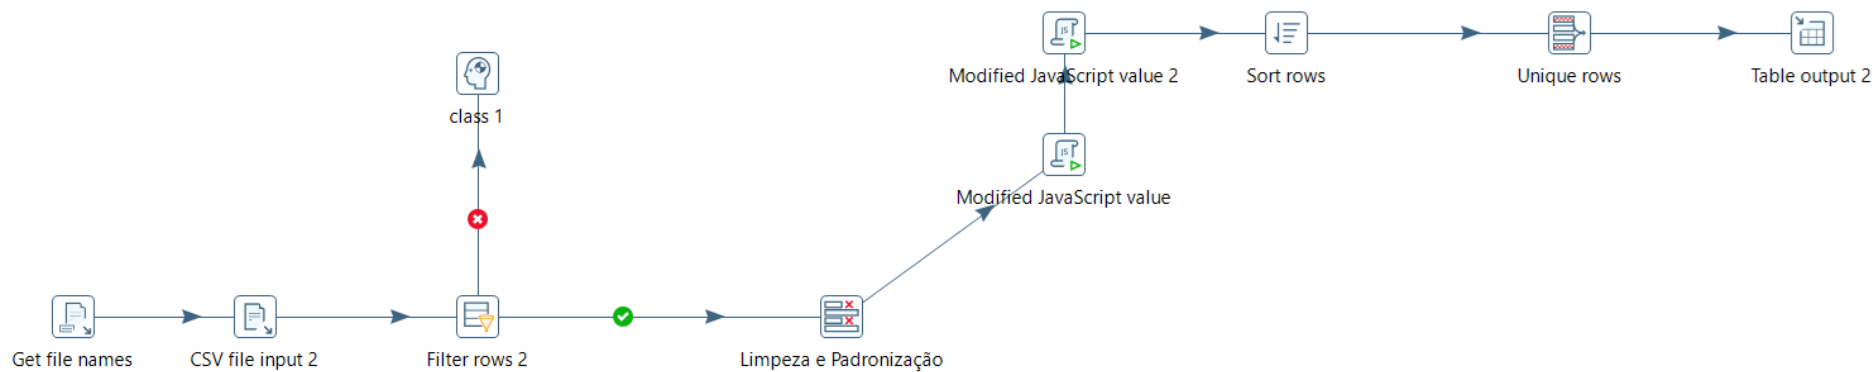 Modified JavaScript value 2
Sort rows
Unique rows
Table output 2
class 1
Modified JavaScript value
Get file names
CSV file input 2
Filter rows 2
Limpeza e Padronização